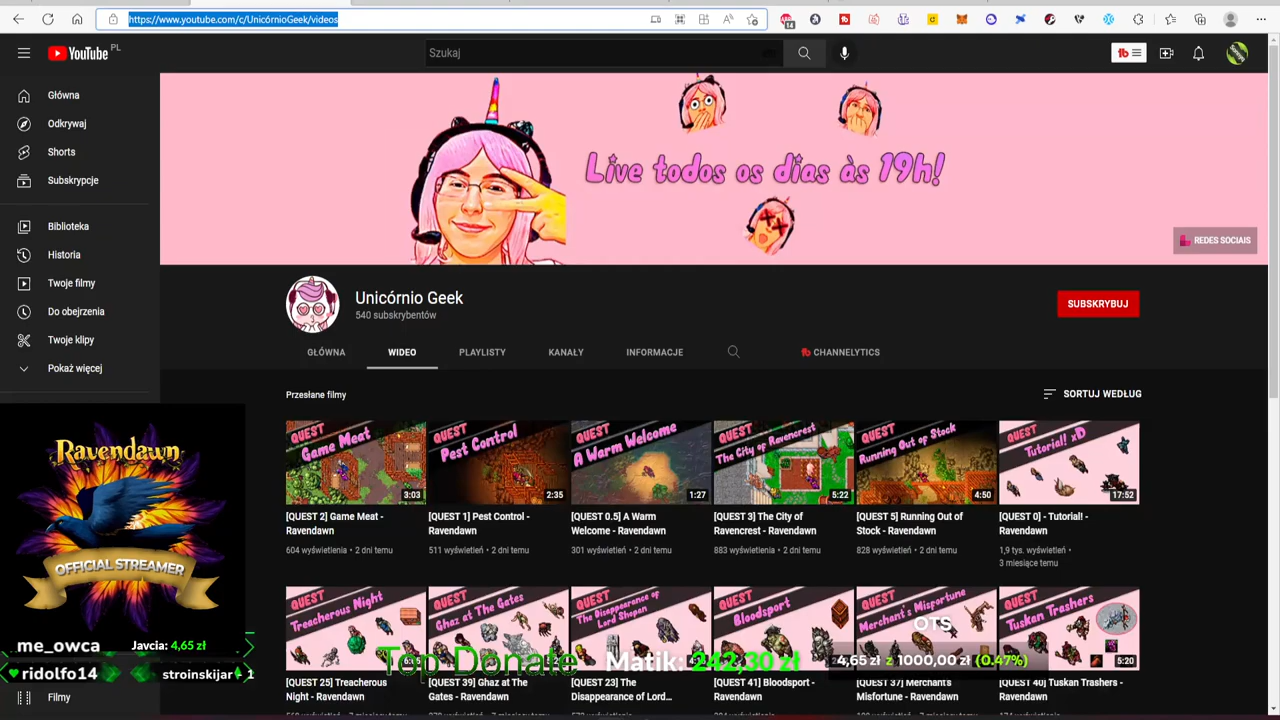 https://www.youtube.com/c/UnicórnioGeek/videos
14
YouTube PL
Szukaj
tb
Główna
Odkrywaj
Shorts
Subskrypcje
Biblioteka
Historia
Twoje filmy
Do obejrzenia
Twoje klipy
Pokaż więcej
Filmy
Live todos os dias às 19h!
REDES SOCIAIS
Unicórnio Geek
540 subskrybentów
SUBSKRYBUJ
GŁÓWNA
WIDEO
PLAYLISTY
KANAŁY
INFORMACJE
tb CHANNELYTICS
Przesłane filmy
SORTUJ WEDŁUG
QUEST
Game Meat
3:03
[QUEST 2] Game Meat -
Ravendawn
604 wyświetlenia • 2 dni temu
QUEST
Pest Control
2:35
[QUEST 1] Pest Control -
Ravendawn
511 wyświetleń • 2 dni temu
QUEST
A Warm Welcome
1:27
[QUEST 0.5] A Warm
Welcome - Ravendawn
301 wyświetleń • 2 dni temu
QUEST
The City of Ravencrest
5:22
[QUEST 3] The City of
Ravencrest - Ravendawn
883 wyświetlenia • 2 dni temu
QUEST
Running Out of Stock
4:50
[QUEST 5] Running Out of
Stock - Ravendawn
828 wyświetleń • 2 dni temu
QUEST
Tutorial! xD
17:52
[QUEST 0] - Tutorial! -
Ravendawn
1,9 tys. wyświetleń •
3 miesiące temu
QUEST
Treacherous Night
[QUEST 25] Treacherous
Night - Ravendawn
QUEST
Ghaz at The Gates
[QUEST 39] Ghaz at The
Gates - Ravendawn
QUEST
The Disappearance of
Lord Shopan
[QUEST 23] The
Disappearance of Lord...
QUEST
Bloodsport
[QUEST 41] Bloodsport -
Ravendawn
QUEST
Merchant's Misfortune
[QUEST 37] Merchant's
Misfortune - Ravendawn
QUEST
Tuskan Trashers
5:20
[QUEST 40] Tuskan Trashers -
Ravendawn
Ravendawn
OFFICIAL STREAMER
me_owca
Javcia: 4,65 zł
ridolfo14
stroinskijar
1
Top Donate
Matik: 242,30 zł
OTS
4,65 zł z 1000,00 zł (0.47%)